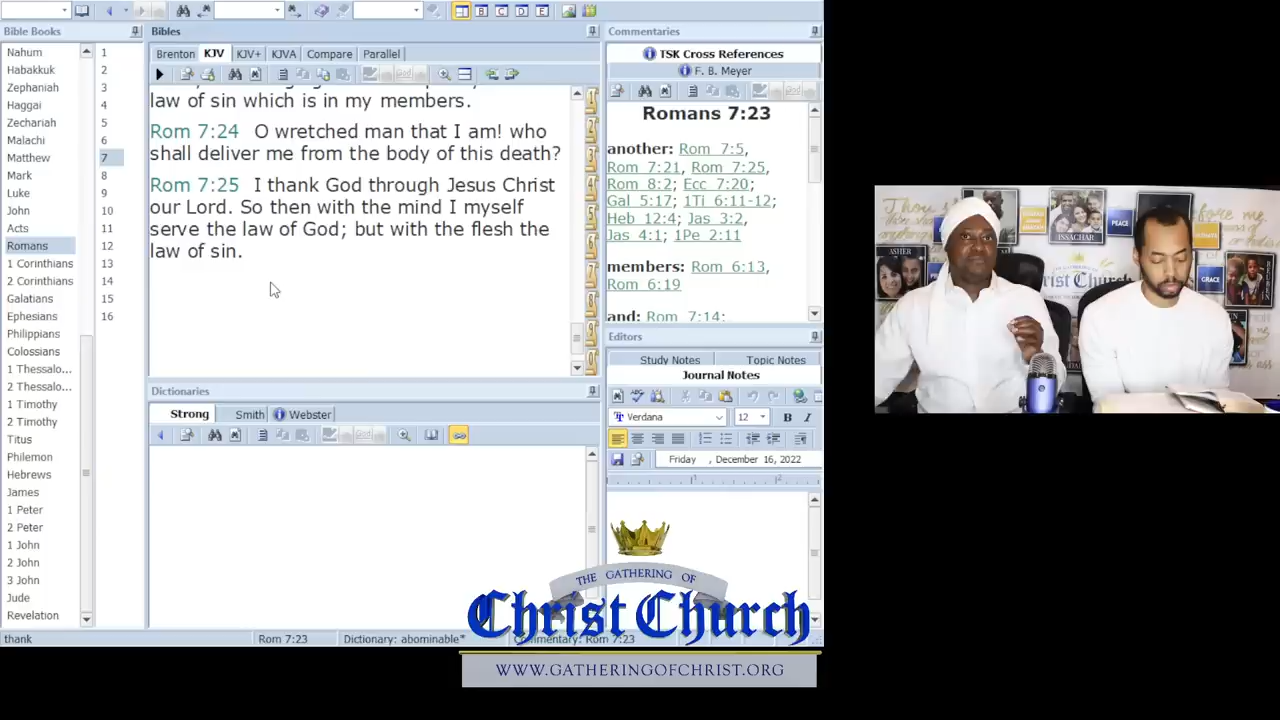 Bible Books
Nahum
Habakkuk
Zephaniah
Haggai
Zechariah
Malachi
Matthew
Mark
Luke
John
Acts
Romans
1 Corinthians
2 Corinthians
Galatians
Ephesians
Philippians
Colossians
1 Thessalo...
2 Thessalo...
1 Timothy
2 Timothy
Titus
Philemon
Hebrews
James
1 Peter
2 Peter
1 John
2 John
3 John
Jude
Revelation
1
2
3
4
5
6
7
8
9
10
11
12
13
14
15
16
Bibles
Brenton KJV KJV+ KJVA Compare Parallel
law of sin which is in my members.
Rom 7:24 O wretched man that I am! who
shall deliver me from the body of this death?
Rom 7:25 I thank God through Jesus Christ
our Lord. So then with the mind I myself
serve the law of God; but with the flesh the
law of sin.
Dictionaries
Strong Smith Webster
Commentaries
TSK Cross References
F. B. Meyer
Romans 7:23
another: Rom 7:5,
Rom 7:21, Rom 7:25,
Rom 8:2; Ecc 7:20;
Gal 5:17; 1Ti 6:11-12;
Heb 12:4; Jas 3:2,
Jas 4:1; 1Pe 2:11
members: Rom 6:13,
Rom 6:19
and: Rom 7:14;
Editors
Study Notes Topic Notes
Journal Notes
Verdana 12 B I
Friday , December 16, 2022
thank Rom 7:23 Dictionary: abominable* Commentary: Rom 7:23
THE GATHERING OF
Christ Church
WWW.GATHERINGOFCHRIST.ORG
ASHER
ISSACHAR
PEACE
REUBEN
GRACE
THE GATHERING OF